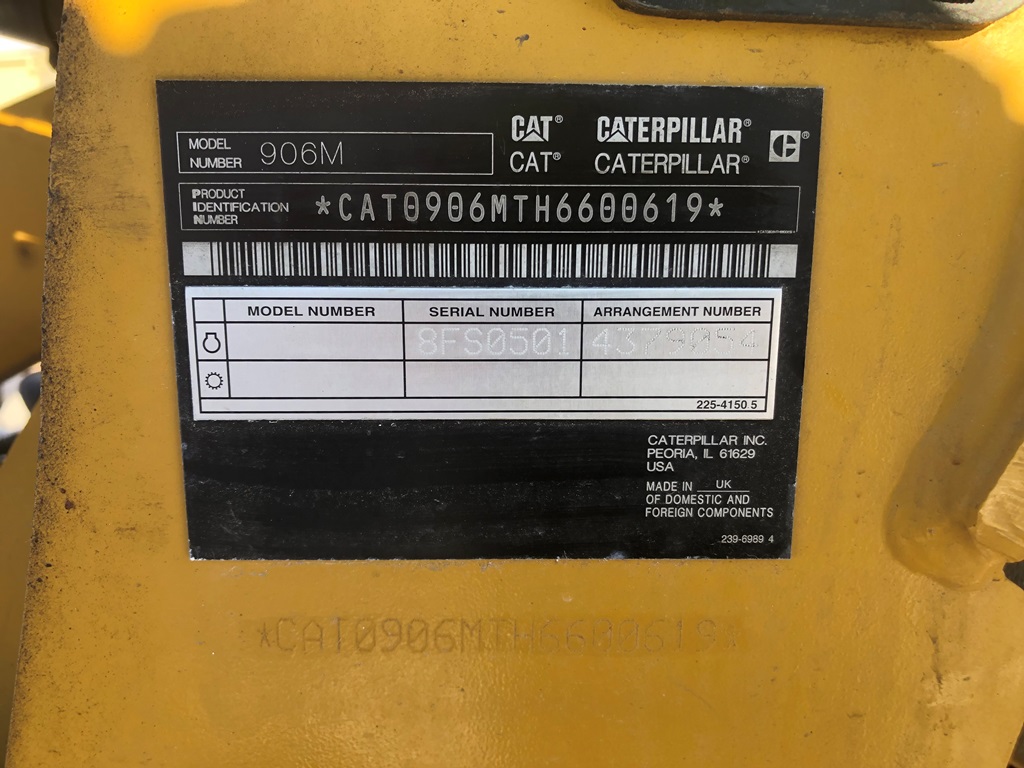 MODEL NUMBER 906M
CAT® CATERPILLAR® ®
CAT® CATERPILLAR®
PRODUCT IDENTIFICATION NUMBER *CAT0906MTH6600619*
MODEL NUMBER SERIAL NUMBER ARRANGEMENT NUMBER
8FS0501 4379054
225-4150 5
CATERPILLAR INC.
PEORIA, IL 61629
USA
MADE IN UK
OF DOMESTIC AND
FOREIGN COMPONENTS
239-6989 4
*CAT0906MTH6600619*